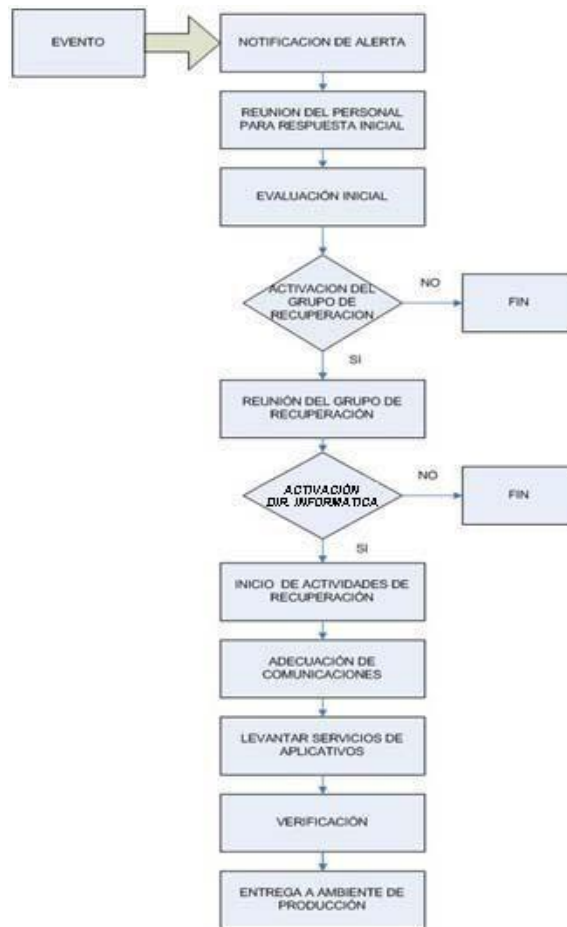 EVENTO
NOTIFICACION DE ALERTA
REUNION DEL PERSONAL
PARA RESPUESTA INICIAL
EVALUACIÓN INICIAL
ACTIVACION DEL
GRUPO DE
RECUPERACION
NO
FIN
SI
REUNIÓN DEL GRUPO DE
RECUPERACIÓN
ACTIVACIÓN
DIR. INFORMATICA
NO
FIN
SI
INICIO DE ACTIVIDADES DE
RECUPERACIÓN
ADECUACIÓN DE
COMUNICACIONES
LEVANTAR SERVICIOS DE
APLICATIVOS
VERIFICACIÓN
ENTREGA A AMBIENTE DE
PRODUCCIÓN